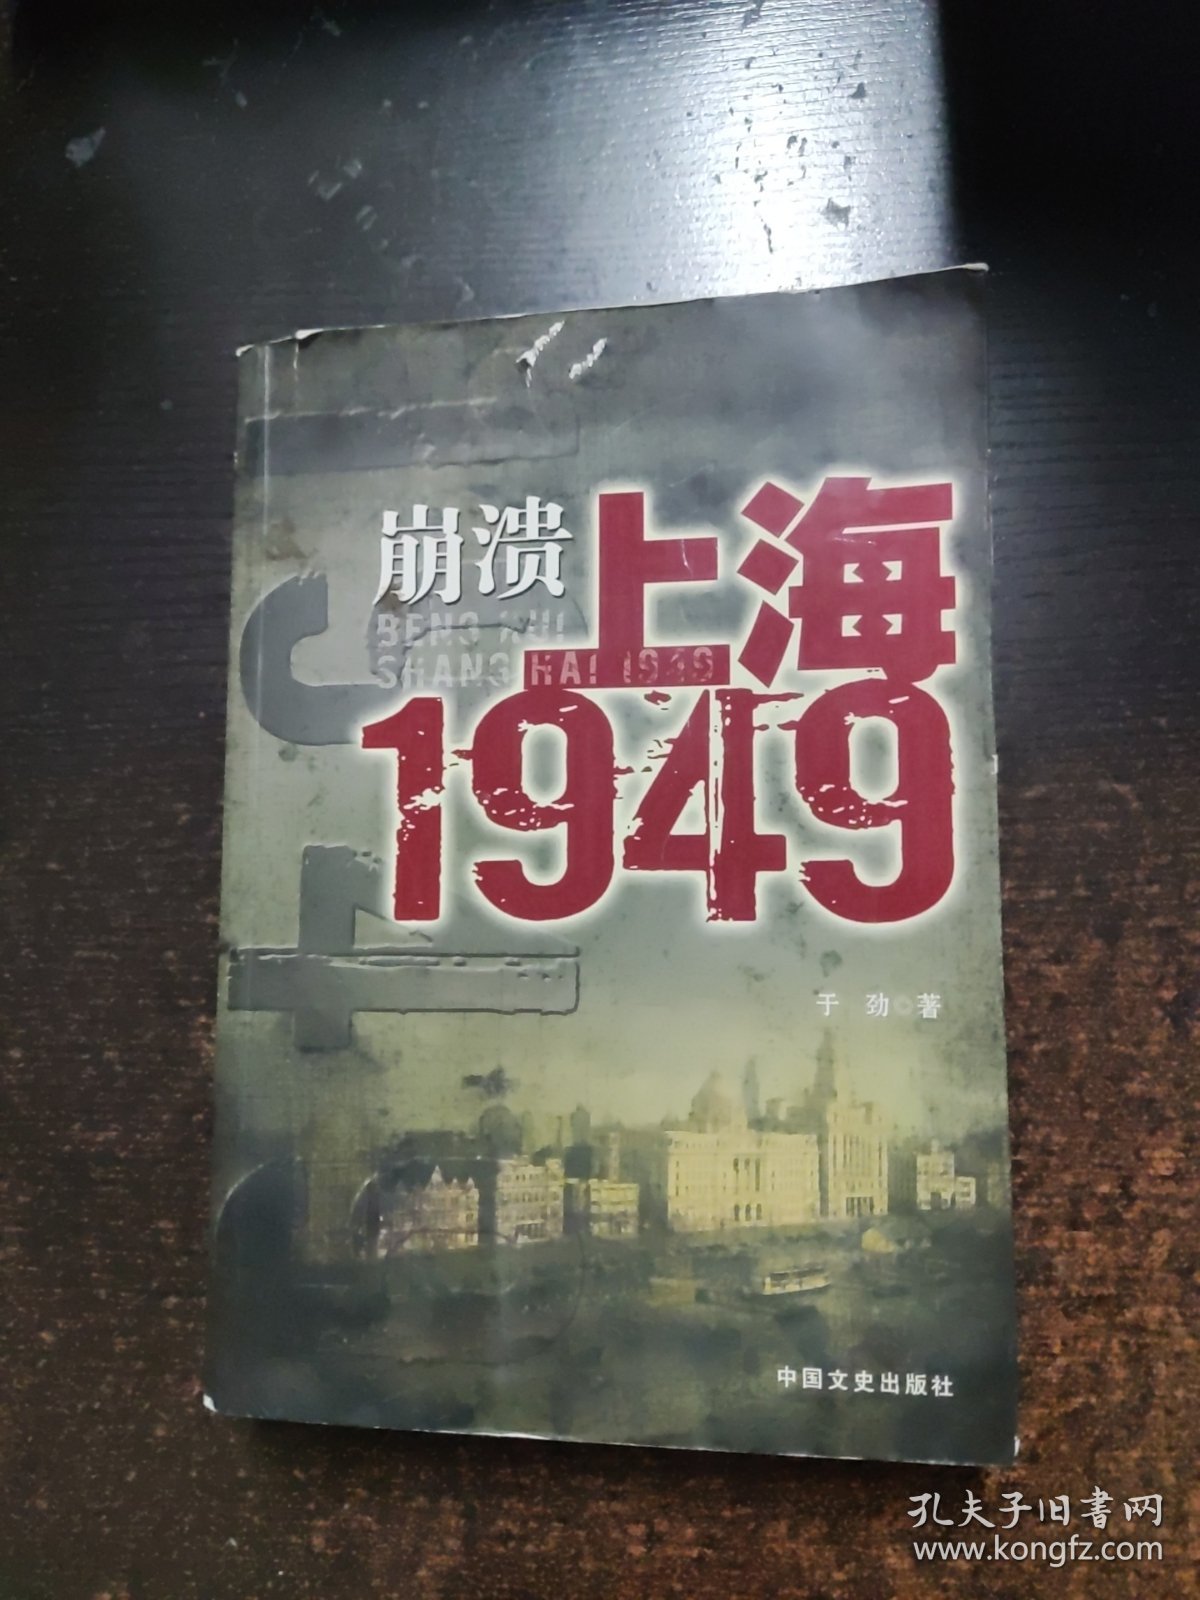 崩溃
上海
BENG KUI
SHANG HAI 1949
1949
于 劲 著
中国文史出版社
孔夫子旧书网
www.kongfz.com